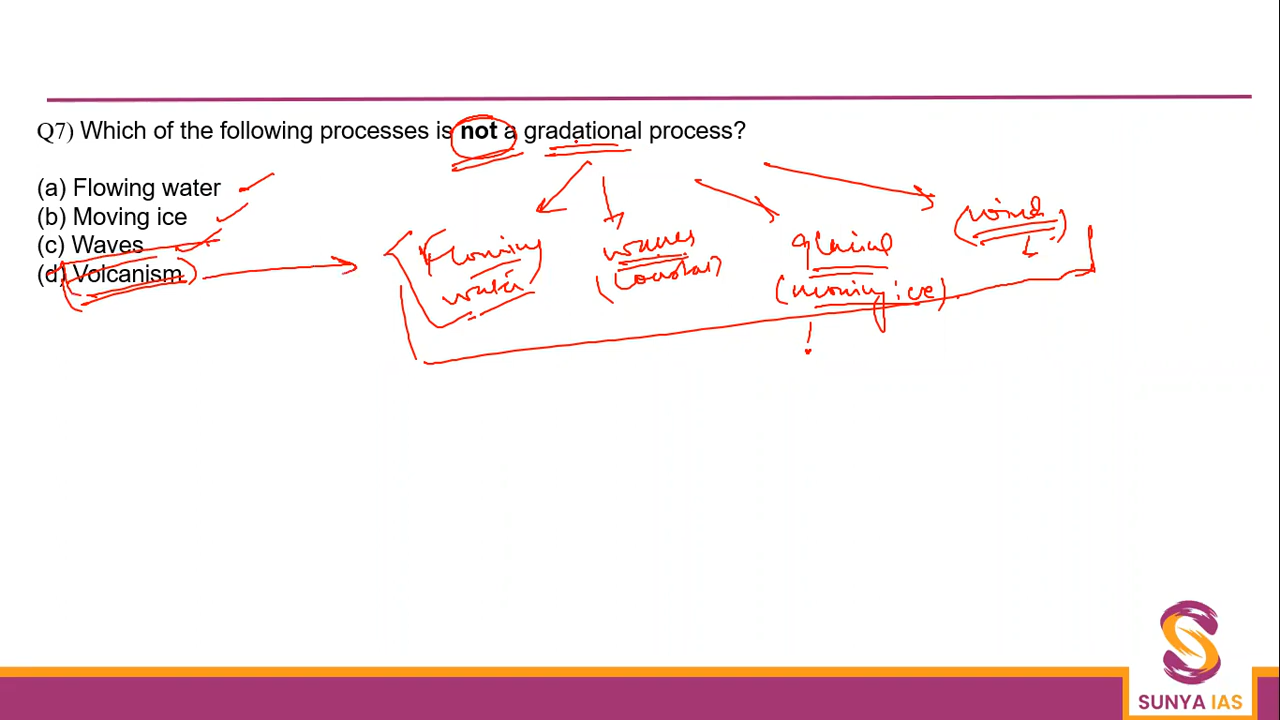 Q7) Which of the following processes is not a gradational process?
(a) Flowing water
(b) Moving ice
(c) Waves
(d) Volcanism
Flowing
water
waves
(coastal)
glacial
(moving ice)
(wind)
SUNYA IAS